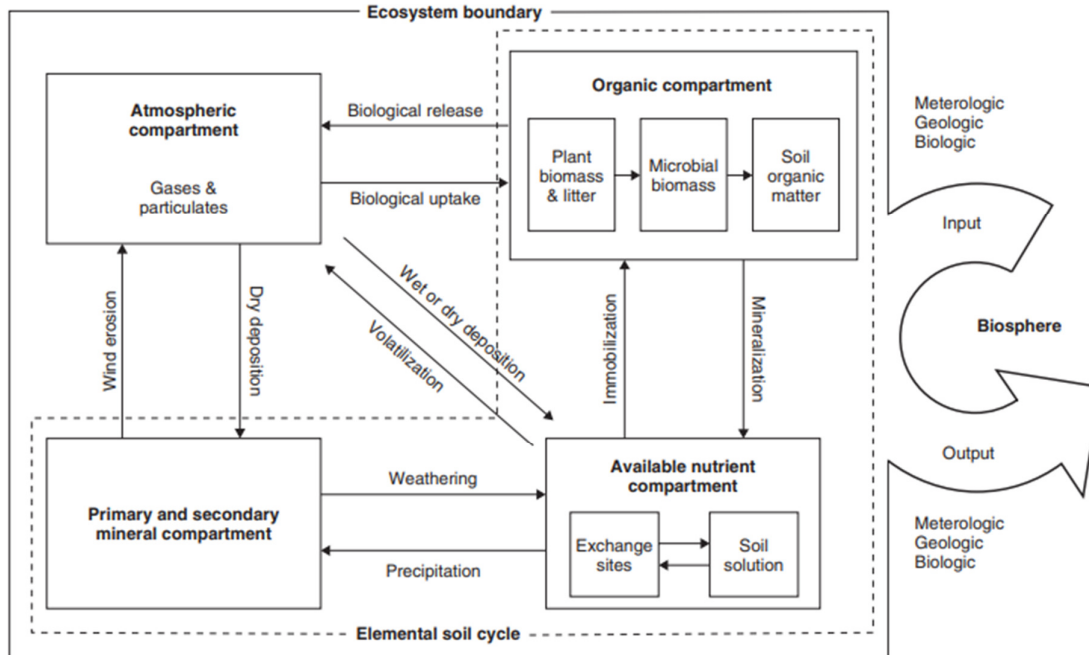 Ecosystem boundary
Atmospheric
compartment
Gases &
particulates
Biological release
Biological uptake
Organic compartment
Plant
biomass
& litter
Microbial
biomass
Soil
organic
matter
Meterologic
Geologic
Biologic
Input
Biosphere
Output
Meterologic
Geologic
Biologic
Wind erosion
Dry deposition
Wet or dry deposition
Volatilization
Immobilization
Mineralization
Primary and secondary
mineral compartment
Weathering
Precipitation
Available nutrient
compartment
Exchange
sites
Soil
solution
Elemental soil cycle